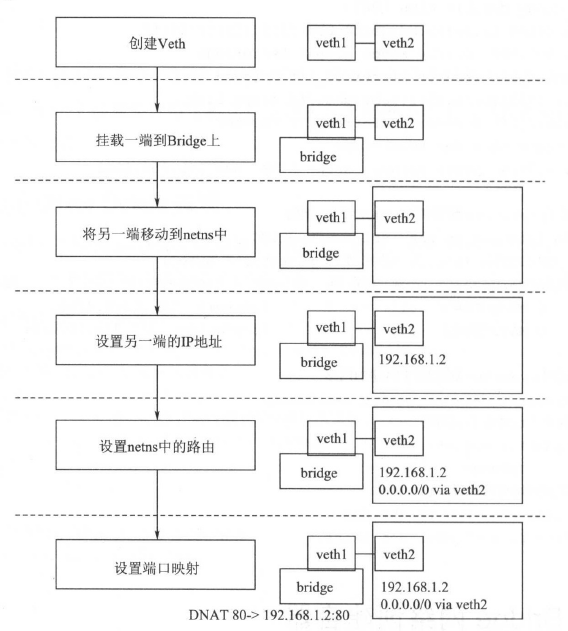 创建Veth
veth1
veth2
挂载一端到Bridge上
veth1
veth2
bridge
将另一端移动到netns中
veth1
veth2
bridge
设置另一端的IP地址
veth1
veth2
bridge
192.168.1.2
设置netns中的路由
veth1
veth2
bridge
192.168.1.2
0.0.0.0/0 via veth2
设置端口映射
veth1
veth2
bridge
192.168.1.2
0.0.0.0/0 via veth2
DNAT 80-> 192.168.1.2:80